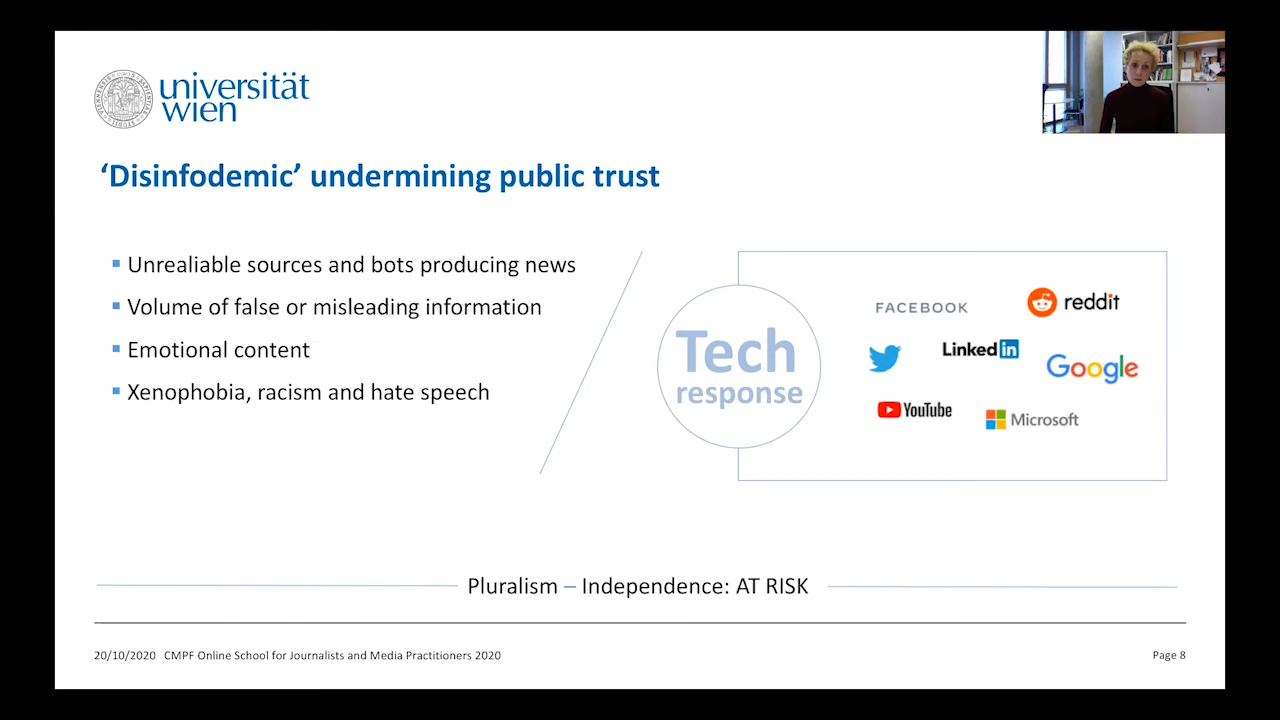 universität
wien
‘Disinfodemic’ undermining public trust
Unrealiable sources and bots producing news
Volume of false or misleading information
Emotional content
Xenophobia, racism and hate speech
Tech
response
FACEBOOK
reddit
Linked in
Google
YouTube
Microsoft
Pluralism – Independence: AT RISK
20/10/2020 CMPF Online School for Journalists and Media Practitioners 2020
Page 8